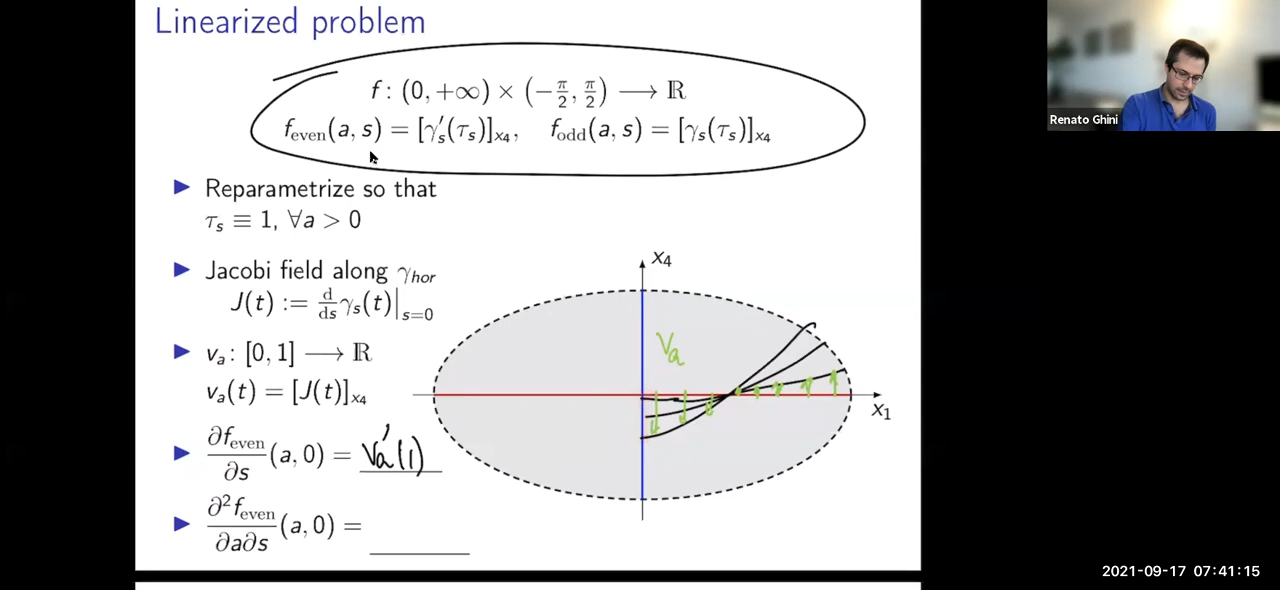 Linearized problem
f : (0, +∞) × (−π/2, π/2) ⟶ ℝ
f_even(a, s) = [γ′_s(τ_s)]_{x₄},  f_odd(a, s) = [γ_s(τ_s)]_{x₄}
▶ Reparametrize so that
τ_s ≡ 1, ∀a > 0
▶ Jacobi field along γ_hor
J(t) := d/ds γ_s(t)|_{s=0}
▶ v_a : [0, 1] ⟶ ℝ
v_a(t) = [J(t)]_{x₄}
▶ ∂f_even/∂s (a, 0) = V_a′(1)
▶ ∂²f_even/∂a∂s (a, 0) =
x₄
V_a
x₁
Renato Ghini
2021-09-17 07:41:15